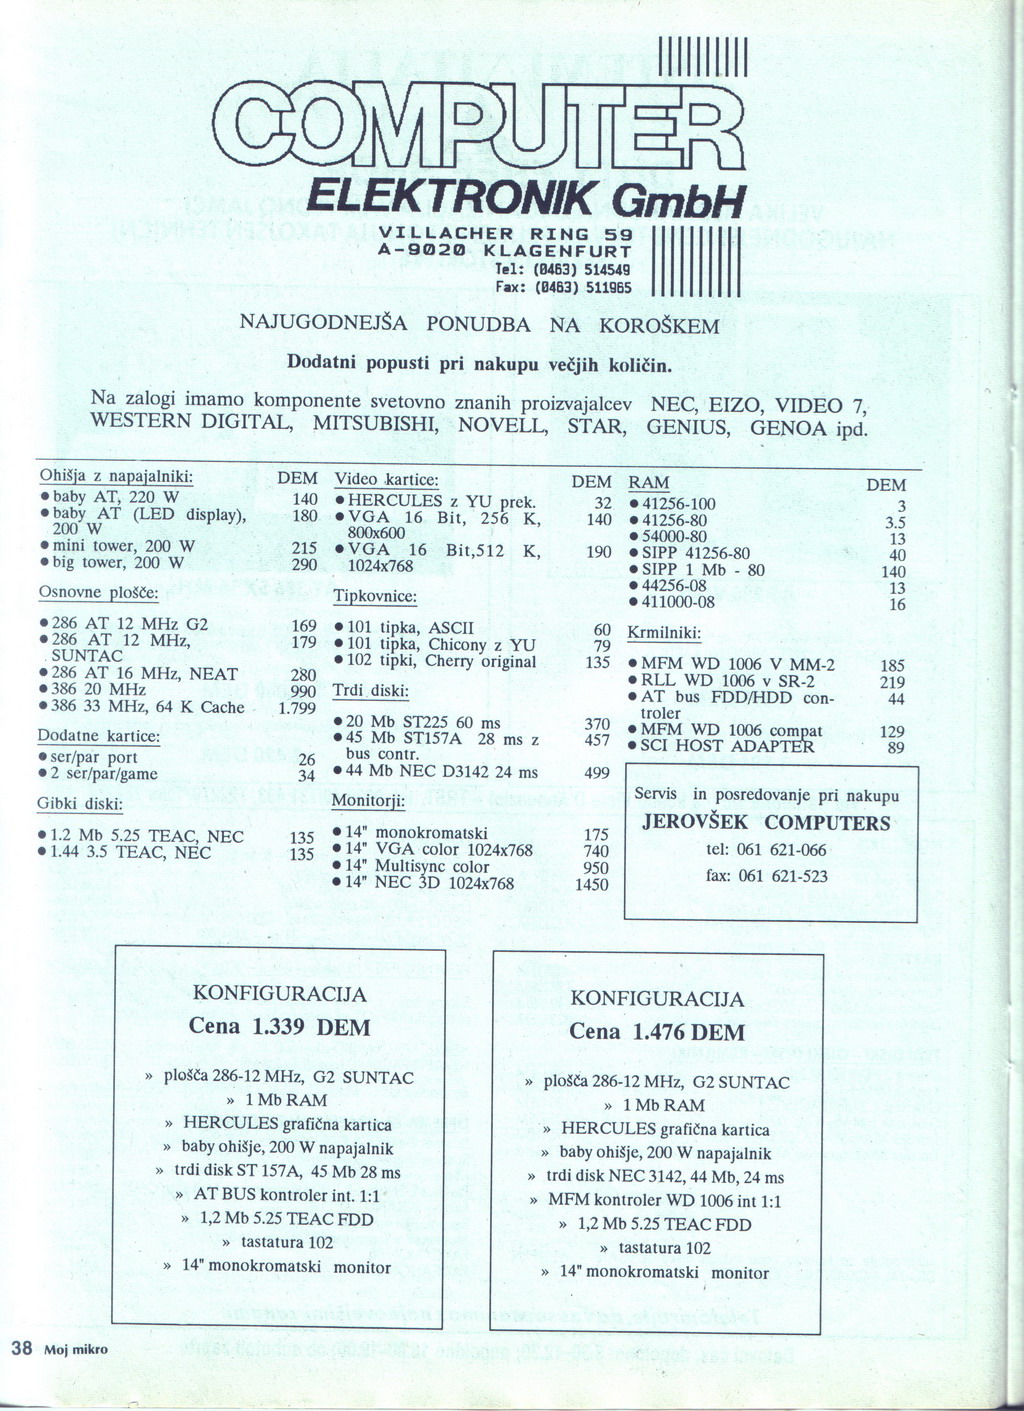 COMPUTER
ELEKTRONIK GmbH
VILLACHER RING 59
A-9020 KLAGENFURT
Tel: (0463) 514549
Fax: (0463) 511965
NAJUGODNEJŠA PONUDBA NA KOROŠKEM
Dodatni popusti pri nakupu večjih količin.
Na zalogi imamo komponente svetovno znanih proizvajalcev NEC, EIZO, VIDEO 7,
WESTERN DIGITAL, MITSUBISHI, NOVELL, STAR, GENIUS, GENOA ipd.
Ohišja z napajalniki: DEM
• baby AT, 220 W 140
• baby AT (LED display), 180
200 W
• mini tower, 200 W 215
• big tower, 200 W 290
Osnovne plošče:
• 286 AT 12 MHz G2 169
• 286 AT 12 MHz, 179
SUNTAC
• 286 AT 16 MHz, NEAT 280
• 386 20 MHz 990
• 386 33 MHz, 64 K Cache 1.799
Dodatne kartice:
• ser/par port 26
• 2 ser/par/game 34
Gibki diski:
• 1.2 Mb 5.25 TEAC, NEC 135
• 1.44 3.5 TEAC, NEC 135
Video kartice: DEM
• HERCULES z YU prek. 32
• VGA 16 Bit, 256 K, 140
800x600
• VGA 16 Bit,512 K, 190
1024x768
Tipkovnice:
• 101 tipka, ASCII 60
• 101 tipka, Chicony z YU 79
• 102 tipki, Cherry original 135
Trdi diski:
• 20 Mb ST225 60 ms 370
• 45 Mb ST157A 28 ms z 457
bus contr.
• 44 Mb NEC D3142 24 ms 499
Monitorji:
• 14" monokromatski 175
• 14" VGA color 1024x768 740
• 14" Multisync color 950
• 14" NEC 3D 1024x768 1450
RAM DEM
• 41256-100 3
• 41256-80 3.5
• 54000-80 13
• SIPP 41256-80 40
• SIPP 1 Mb - 80 140
• 44256-08 13
• 411000-08 16
Krmilniki:
• MFM WD 1006 V MM-2 185
• RLL WD 1006 v SR-2 219
• AT bus FDD/HDD con- 44
troler
• MFM WD 1006 compat 129
• SCI HOST ADAPTER 89
Servis in posredovanje pri nakupu
JEROVŠEK COMPUTERS
tel: 061 621-066
fax: 061 621-523
KONFIGURACIJA
Cena 1.339 DEM
» plošča 286-12 MHz, G2 SUNTAC
» 1 Mb RAM
» HERCULES grafična kartica
» baby ohišje, 200 W napajalnik
» trdi disk ST 157A, 45 Mb 28 ms
» AT BUS kontroler int. 1:1
» 1,2 Mb 5.25 TEAC FDD
» tastatura 102
» 14" monokromatski monitor
KONFIGURACIJA
Cena 1.476 DEM
» plošča 286-12 MHz, G2 SUNTAC
» 1 Mb RAM
» HERCULES grafična kartica
» baby ohišje, 200 W napajalnik
» trdi disk NEC 3142, 44 Mb, 24 ms
» MFM kontroler WD 1006 int 1:1
» 1,2 Mb 5.25 TEAC FDD
» tastatura 102
» 14" monokromatski monitor
38 Moj mikro